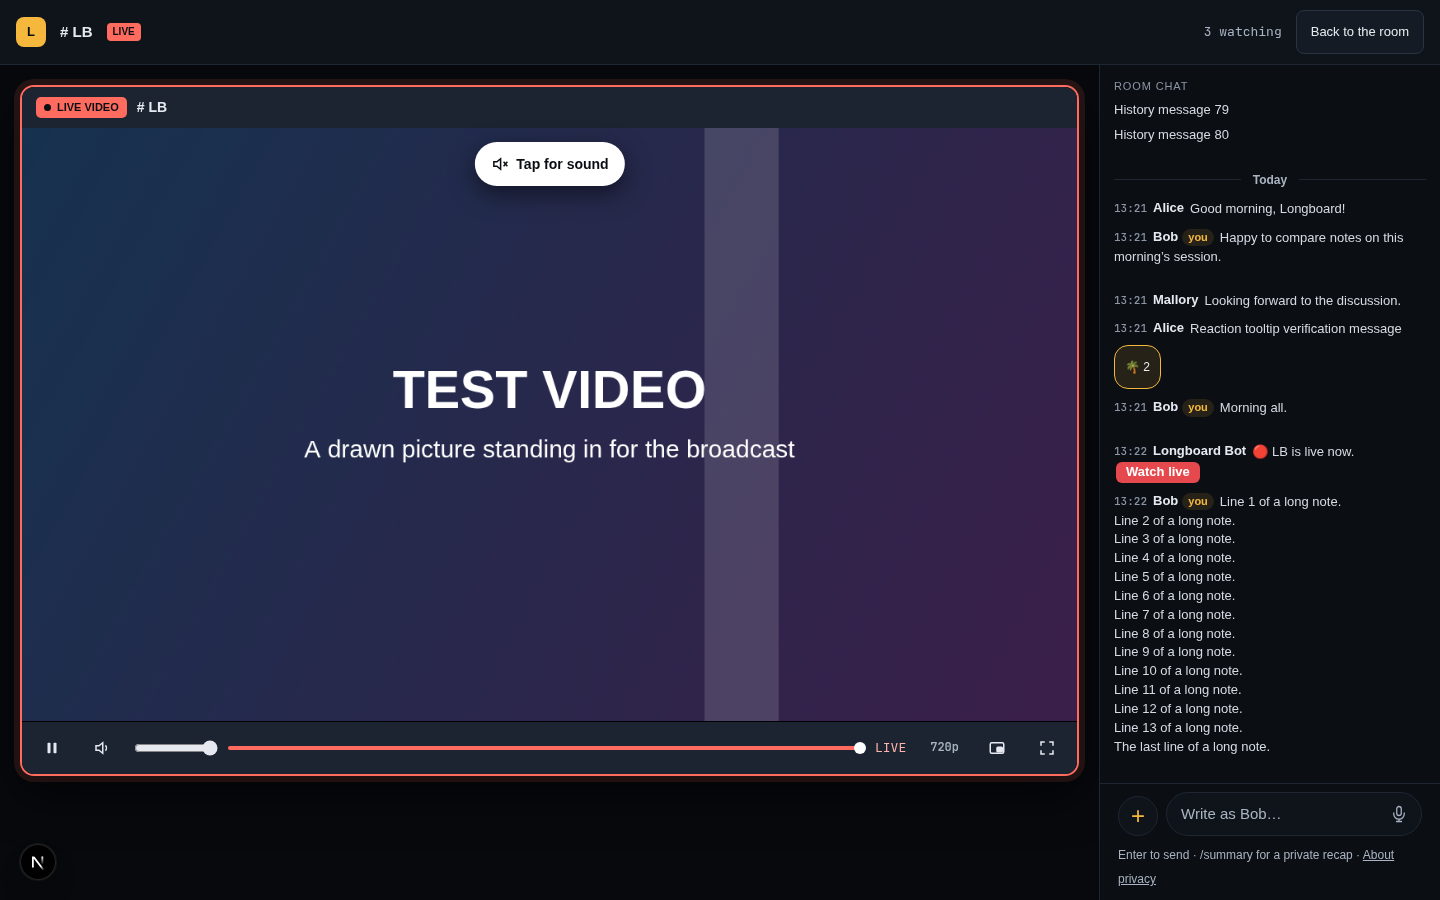 L # LB LIVE
3 watching Back to the room
LIVE VIDEO # LB
Tap for sound
TEST VIDEO
A drawn picture standing in for the broadcast
LIVE 720p
N
ROOM CHAT
History message 79
History message 80
Today
13:21 Alice Good morning, Longboard!
13:21 Bob you Happy to compare notes on this
morning's session.
13:21 Mallory Looking forward to the discussion.
13:21 Alice Reaction tooltip verification message
🌴 2
13:21 Bob you Morning all.
13:22 Longboard Bot 🔴 LB is live now.
Watch live
13:22 Bob you Line 1 of a long note.
Line 2 of a long note.
Line 3 of a long note.
Line 4 of a long note.
Line 5 of a long note.
Line 6 of a long note.
Line 7 of a long note.
Line 8 of a long note.
Line 9 of a long note.
Line 10 of a long note.
Line 11 of a long note.
Line 12 of a long note.
Line 13 of a long note.
The last line of a long note.
Write as Bob…
Enter to send · /summary for a private recap · About
privacy